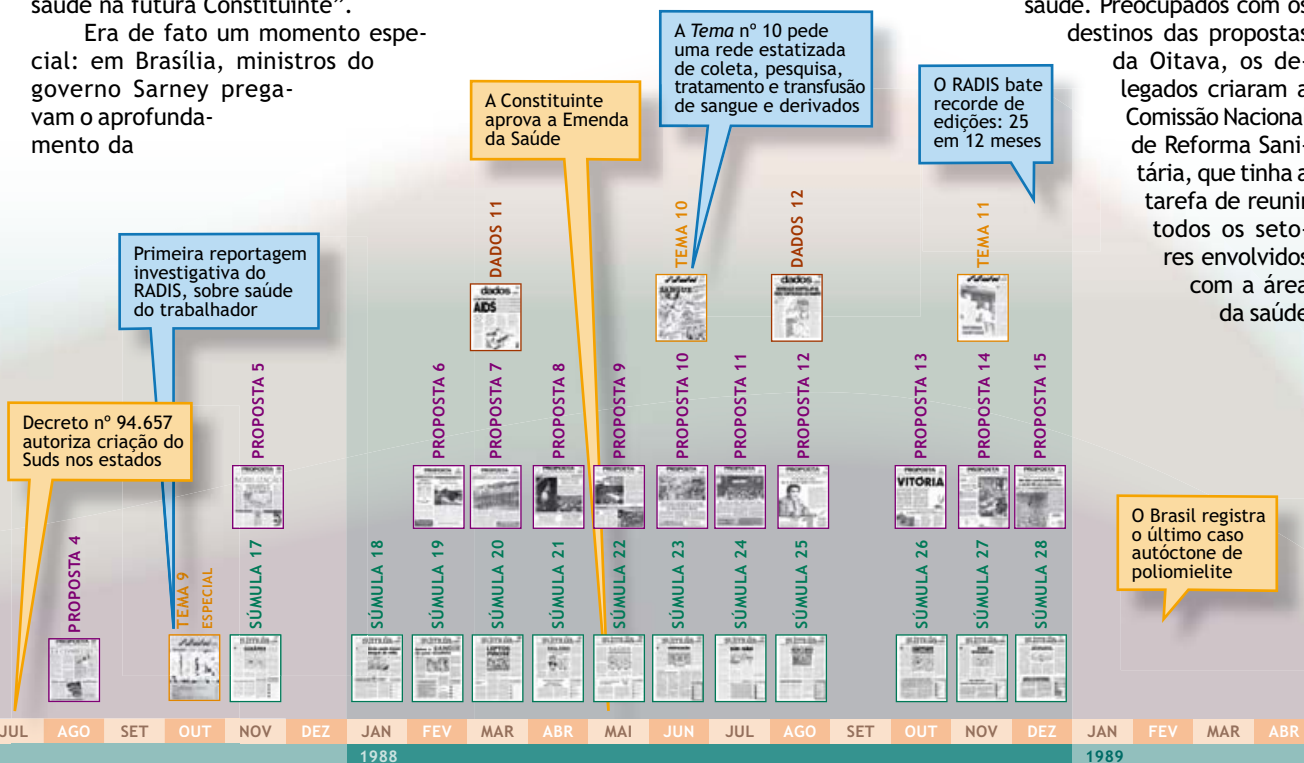 saúde na futura Constituinte”.
Era de fato um momento espe-
cial: em Brasília, ministros do
governo Sarney prega-
vam o aprofunda-
mento da
saúde. Preocupados com os
destinos das propostas
da Oitava, os de-
legados criaram a
Comissão Nacional
de Reforma Sani-
tária, que tinha a
tarefa de reunir
todos os seto-
res envolvidos
com a área
da saúde
A Tema nº 10 pede
uma rede estatizada
de coleta, pesquisa,
tratamento e transfusão
de sangue e derivados
O RADIS bate
recorde de
edições: 25
em 12 meses
A Constituinte
aprova a Emenda
da Saúde
Primeira reportagem
investigativa do
RADIS, sobre saúde
do trabalhador
Decreto nº 94.657
autoriza criação do
Suds nos estados
O Brasil registra
o último caso
autóctone de
poliomielite
DADOS 11
TEMA 10
DADOS 12
TEMA 11
dados
AIDS
SANGUE
dados
PROPOSTA 5
PROPOSTA 6
PROPOSTA 7
PROPOSTA 8
PROPOSTA 9
PROPOSTA 10
PROPOSTA 11
PROPOSTA 12
PROPOSTA 13
PROPOSTA 14
PROPOSTA 15
VITÓRIA
PROPOSTA 4
TEMA 9
ESPECIAL
SÚMULA 17
SÚMULA 18
SÚMULA 19
SÚMULA 20
SÚMULA 21
SÚMULA 22
SÚMULA 23
SÚMULA 24
SÚMULA 25
SÚMULA 26
SÚMULA 27
SÚMULA 28
JUL AGO SET OUT NOV DEZ JAN FEV MAR ABR MAI JUN JUL AGO SET OUT NOV DEZ JAN FEV MAR ABR
1988 1989